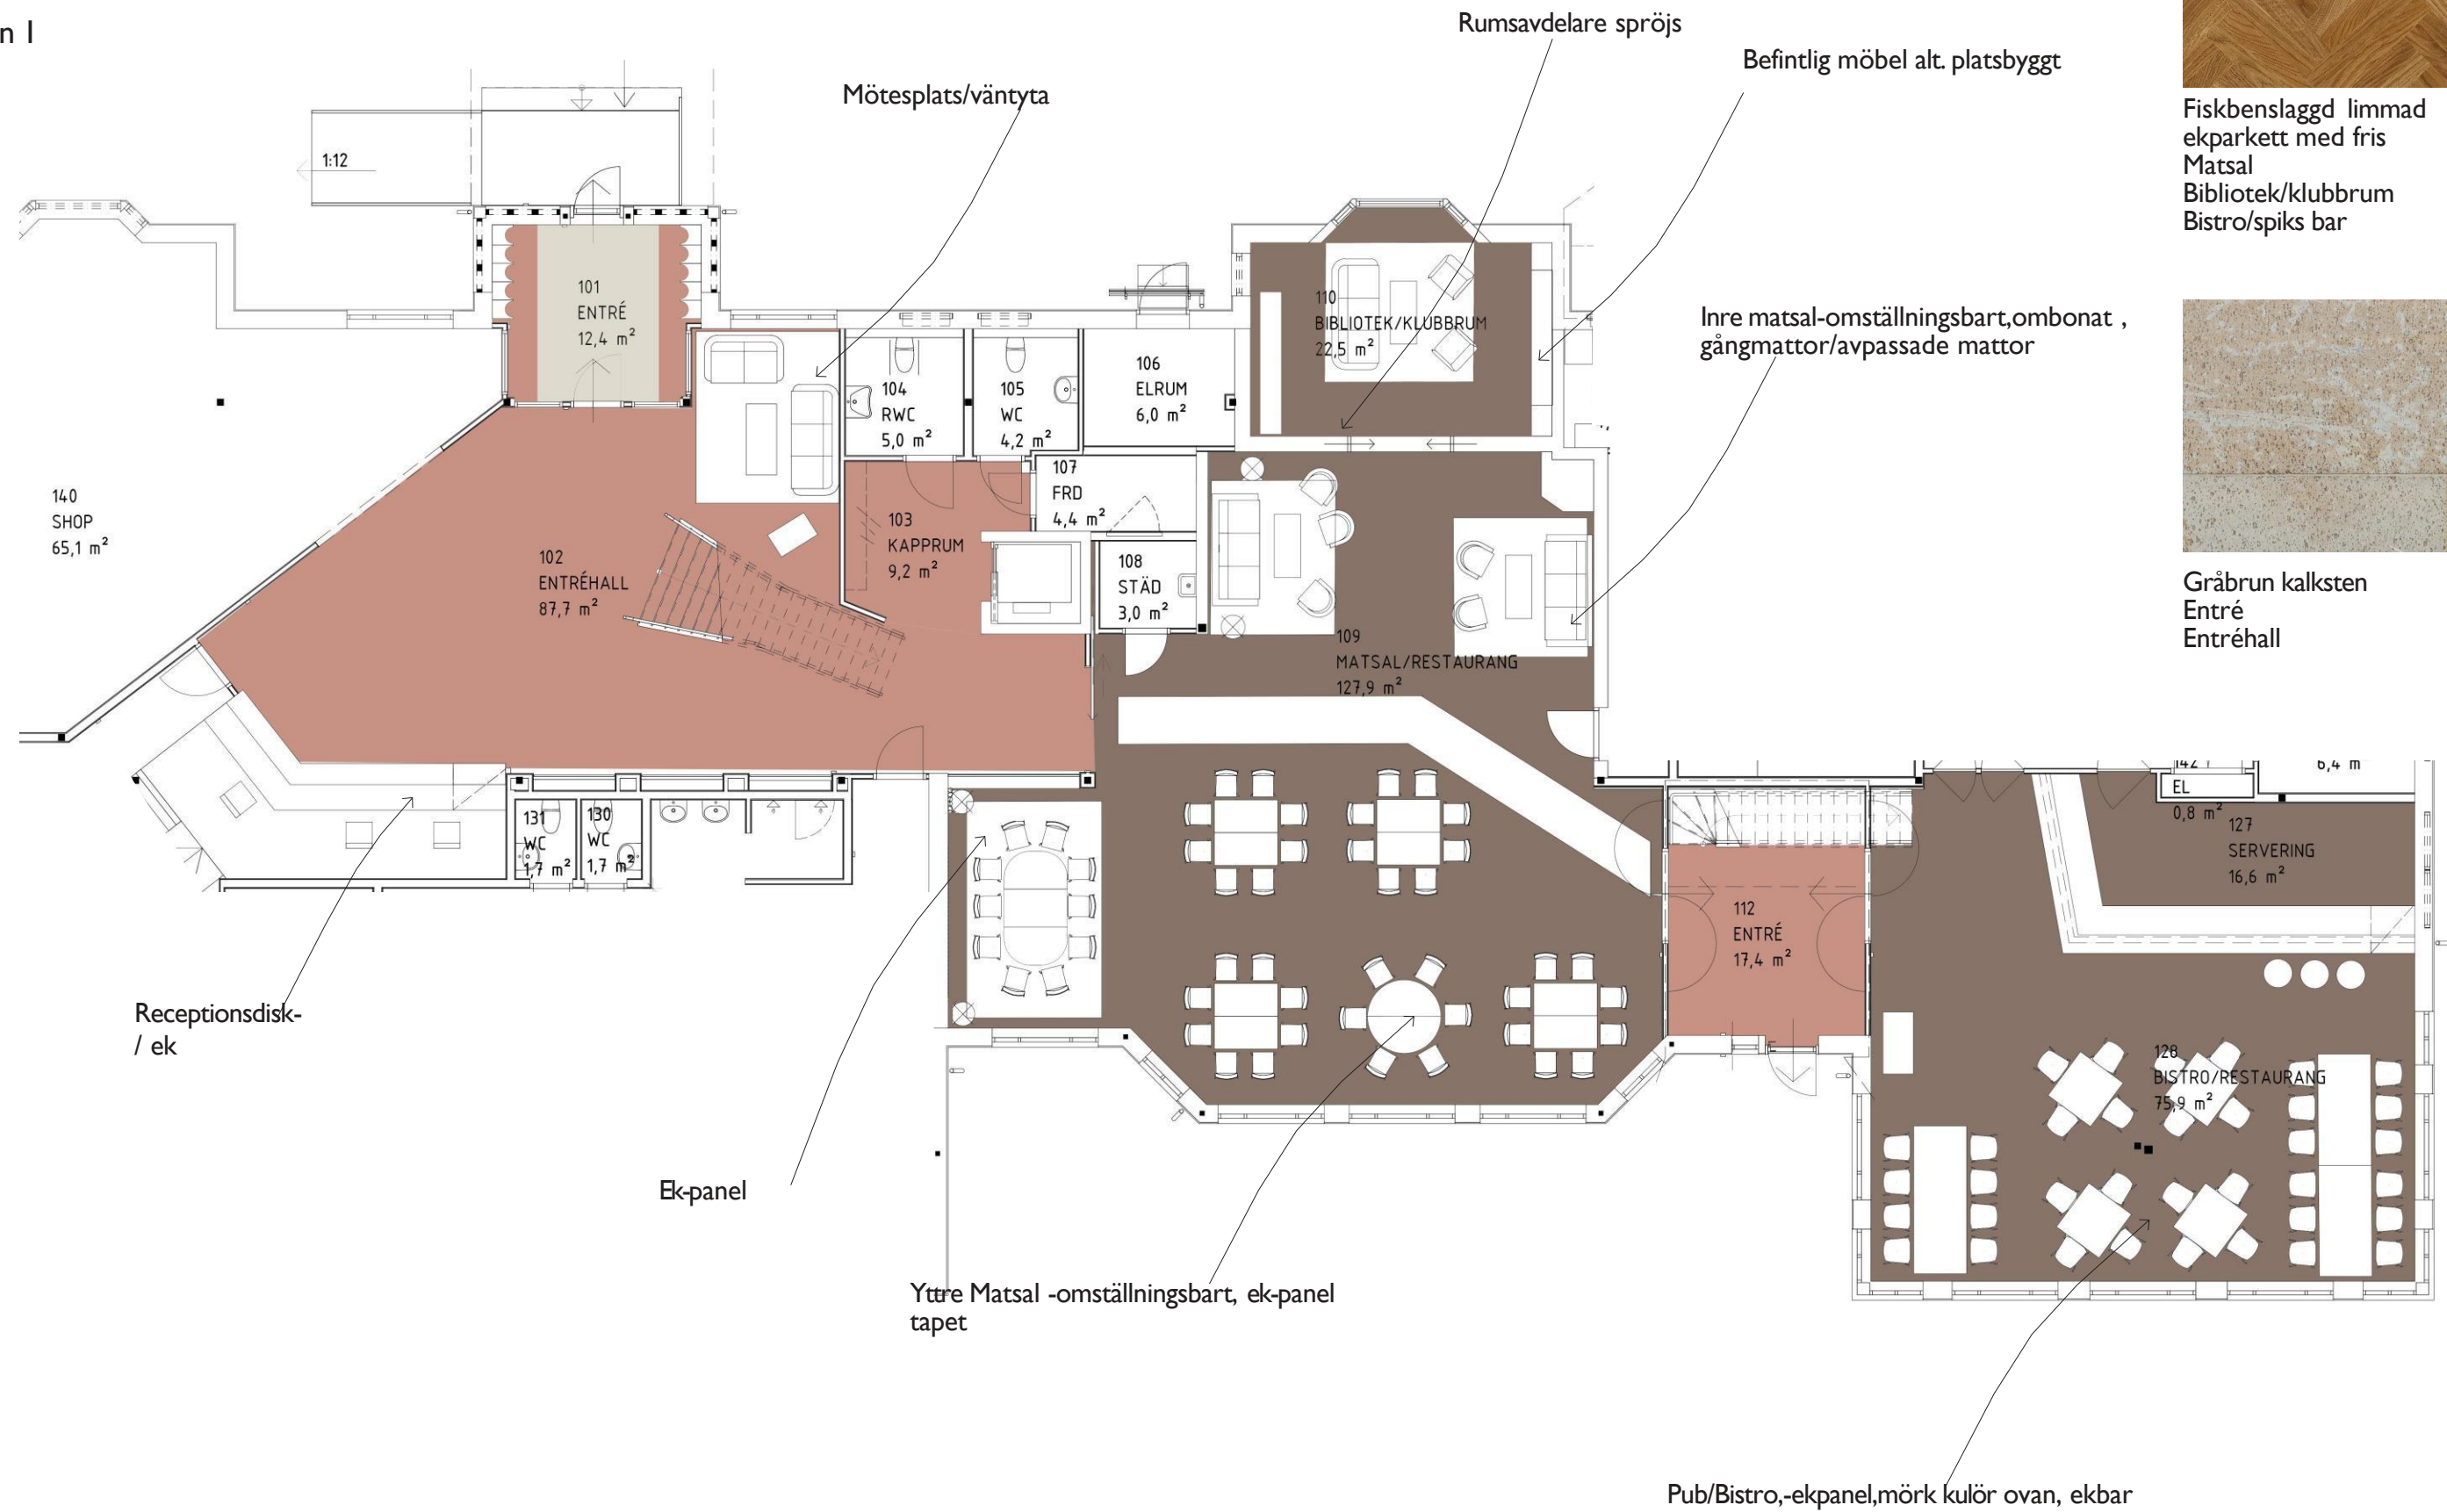 n 1
Rumsavdelare spröjs
Befintlig möbel alt. platsbyggt
Mötesplats/väntyta
Fiskbenslaggd limmad
ekparkett med fris
Matsal
Bibliotek/klubbrum
Bistro/spiks bar
1:12
101
ENTRÉ
12,4 m²
110
BIBLIOTEK/KLUBBRUM
22,5 m²
Inre matsal-omställningsbart,ombonat ,
gångmattor/avpassade mattor
104
RWC
5,0 m²
105
WC
4,2 m²
106
ELRUM
6,0 m²
107
FRD
4,4 m²
140
SHOP
65,1 m²
103
KAPPRUM
9,2 m²
102
ENTRÉHALL
87,7 m²
108
STÄD
3,0 m²
Gråbrun kalksten
Entré
Entréhall
109
MATSAL/RESTAURANG
127,9 m²
131
WC
1,7 m²
130
WC
1,7 m²
142
EL
0,8 m²
6,4 m
127
SERVERING
16,6 m²
112
ENTRÉ
17,4 m²
Receptionsdisk-
/ ek
128
BISTRO/RESTAURANG
75,9 m²
Ek-panel
Yttre Matsal -omställningsbart, ek-panel
tapet
Pub/Bistro,-ekpanel,mörk kulör ovan, ekbar